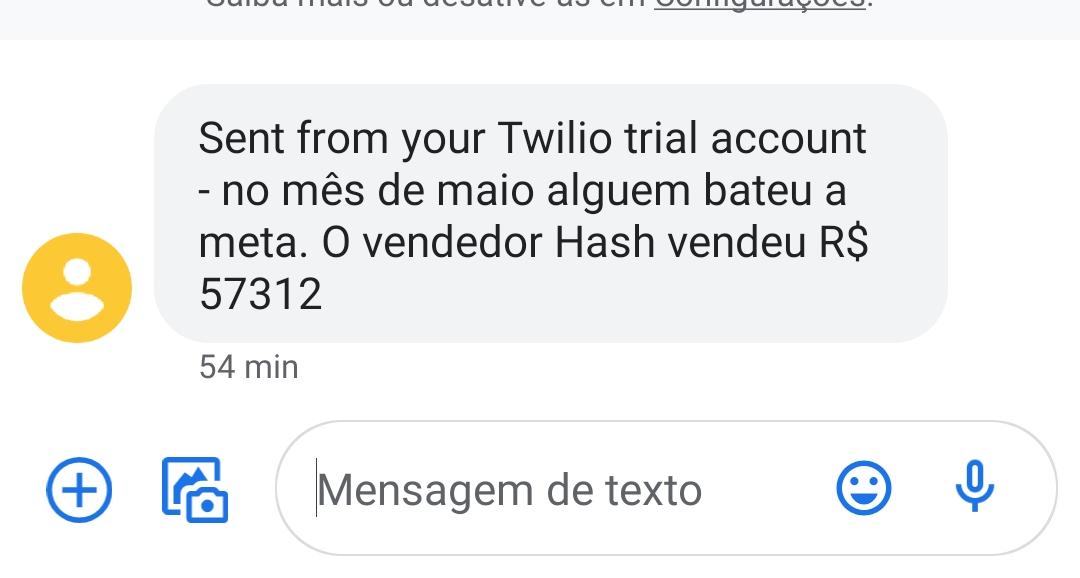 Saiba mais ou desative-as em Configurações.
Sent from your Twilio trial account
- no mês de maio alguem bateu a
meta. O vendedor Hash vendeu R$
57312
54 min
Mensagem de texto